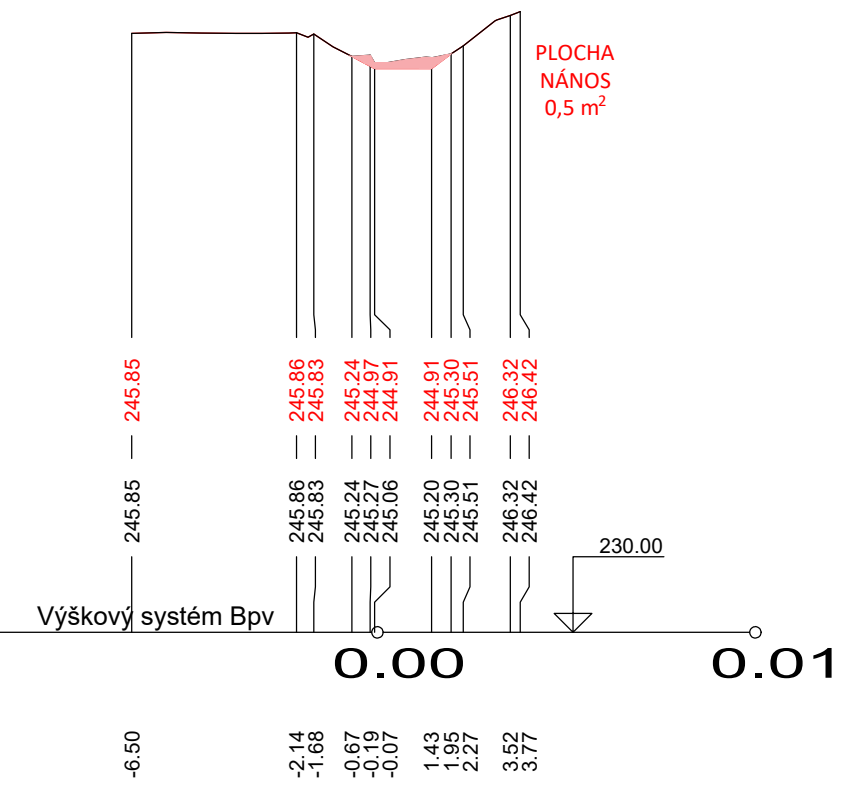 PLOCHA
NÁNOS
0,5 m²
245.85 245.86 245.83 245.24 244.97 244.91 244.91 245.30 245.51 246.32 246.42
245.85 245.86 245.83 245.24 245.27 245.06 245.20 245.30 245.51 246.32 246.42
230.00
Výškový systém Bpv
0.00 0.01
-6.50 -2.14 -1.68 -0.67 -0.19 -0.07 1.43 1.95 2.27 3.52 3.77